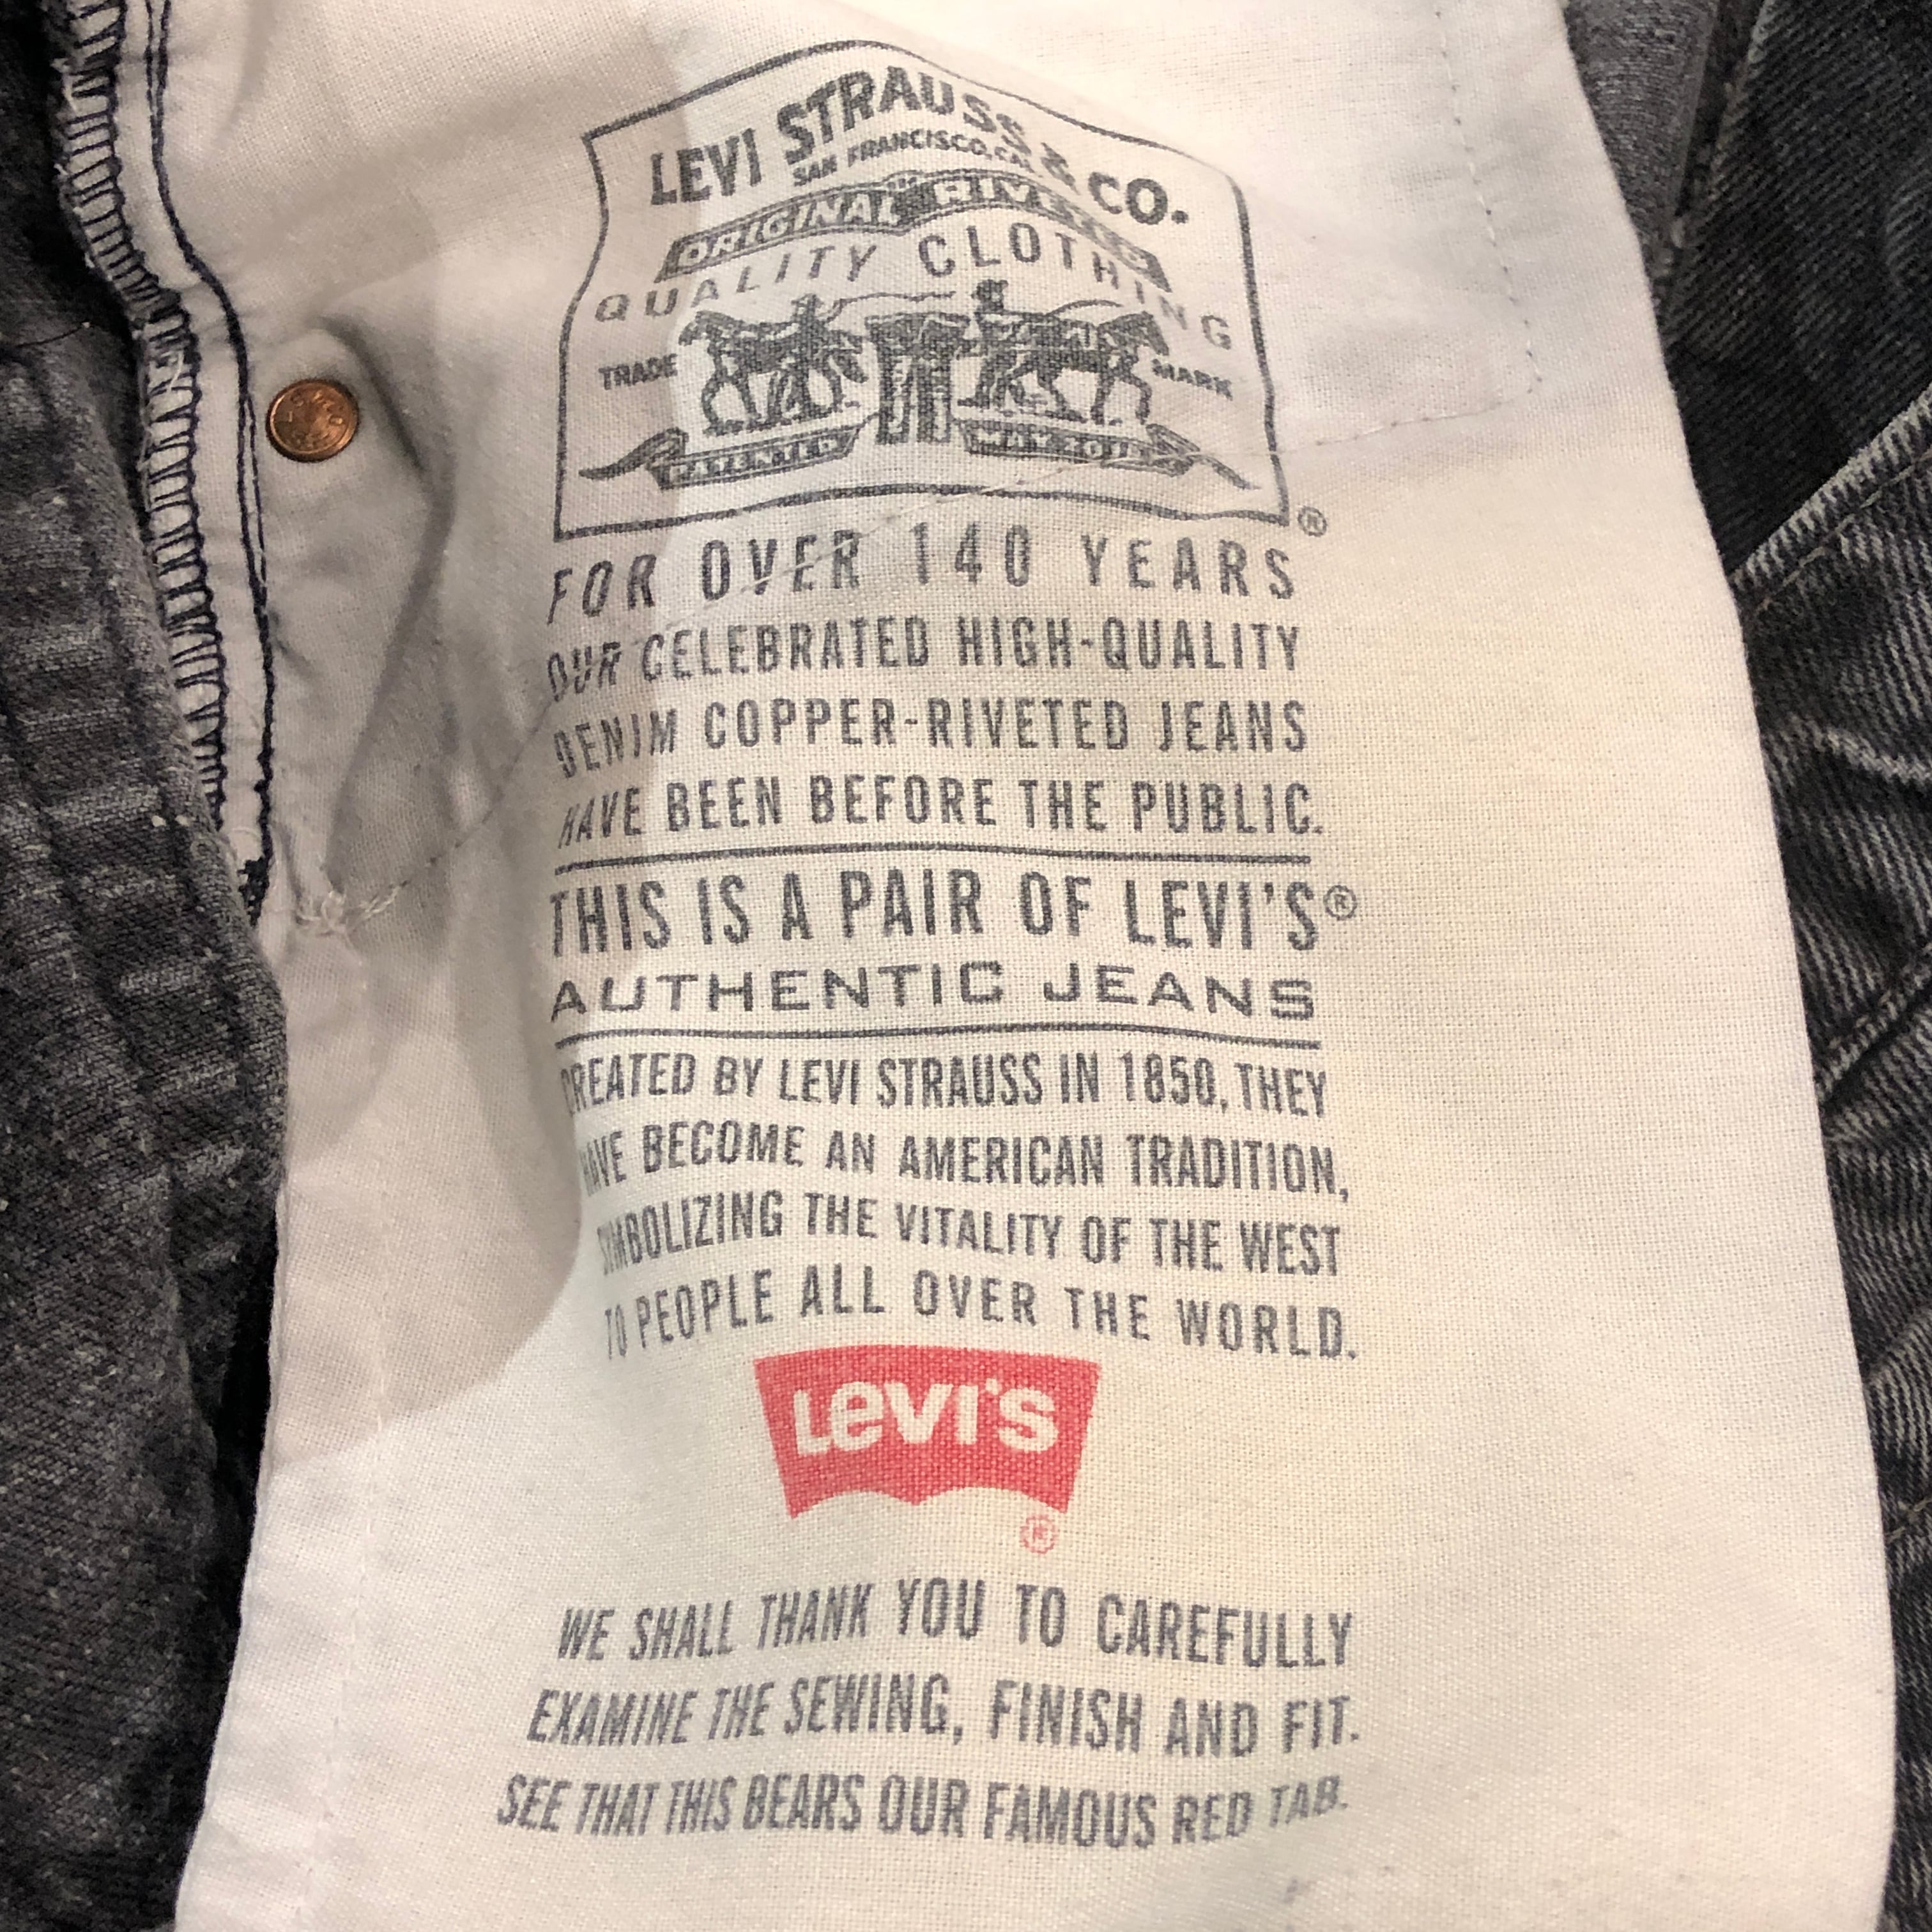 LEVI STRAUSS & CO.
SAN FRANCISCO, CAL.
ORIGINAL RIVETED
QUALITY CLOTHING
TRADE MARK
PATENTED MAY 20 1873
®
FOR OVER 140 YEARS
OUR CELEBRATED HIGH-QUALITY
DENIM COPPER-RIVETED JEANS
HAVE BEEN BEFORE THE PUBLIC.
THIS IS A PAIR OF LEVI'S®
AUTHENTIC JEANS
CREATED BY LEVI STRAUSS IN 1850, THEY
HAVE BECOME AN AMERICAN TRADITION,
SYMBOLIZING THE VITALITY OF THE WEST
TO PEOPLE ALL OVER THE WORLD.
Levi's
®
WE SHALL THANK YOU TO CAREFULLY
EXAMINE THE SEWING, FINISH AND FIT.
SEE THAT THIS BEARS OUR FAMOUS RED TAB.